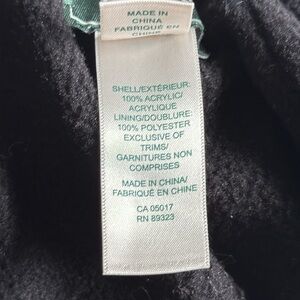 MADE IN
CHINA
FABRIQUÉ EN
CHINE
SHELL/EXTÉRIEUR:
100% ACRYLIC/
ACRYLIQUE
LINING/DOUBLURE:
100% POLYESTER
EXCLUSIVE OF
TRIMS/
GARNITURES NON
COMPRISES
MADE IN CHINA/
FABRIQUÉ EN CHINE
CA 05017
RN 89323